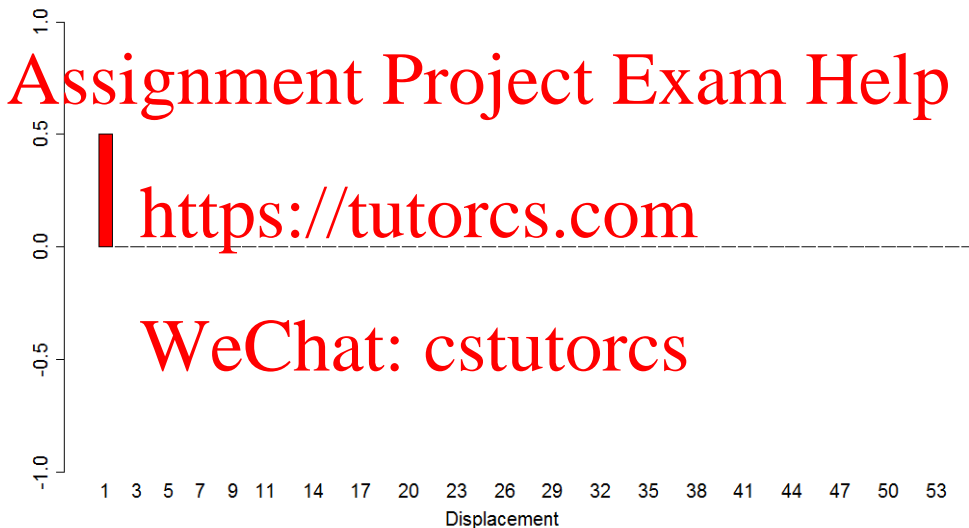 1.0
Assignment Project Exam Help
0.5
https://tutorcs.com
0.0
-0.5
WeChat: cstutorcs
-1.0
1 3 5 7 9 11 14 17 20 23 26 29 32 35 38 41 44 47 50 53
Displacement